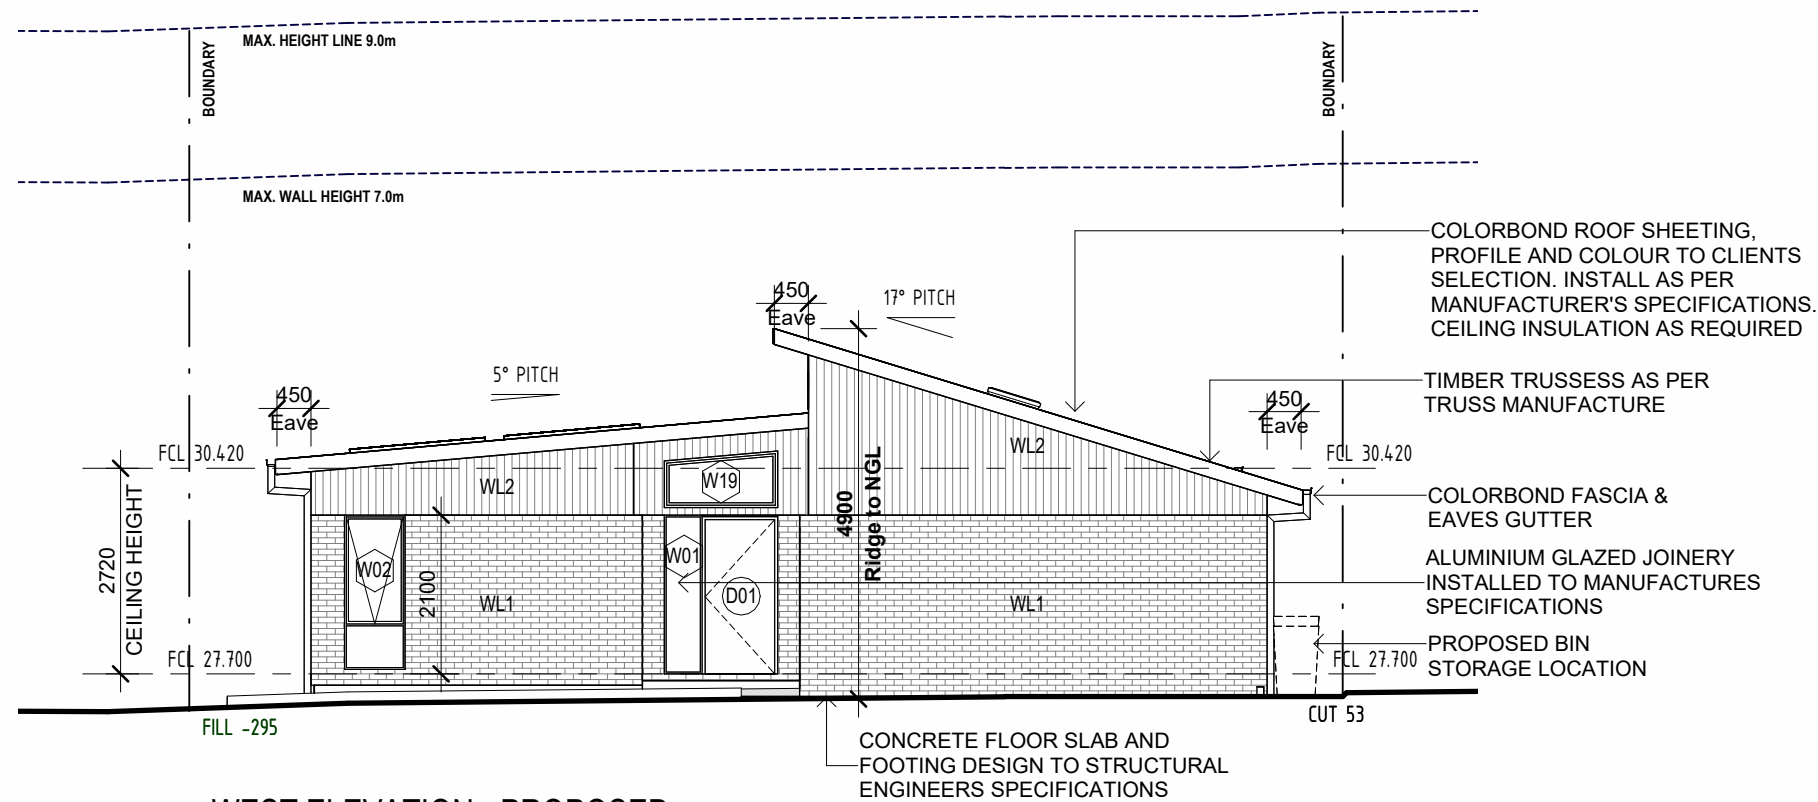 MAX. HEIGHT LINE 9.0m
BOUNDARY
BOUNDARY
MAX. WALL HEIGHT 7.0m
COLORBOND ROOF SHEETING,
PROFILE AND COLOUR TO CLIENTS
SELECTION. INSTALL AS PER
MANUFACTURER'S SPECIFICATIONS.
CEILING INSULATION AS REQUIRED
450
Eave
17° PITCH
5° PITCH
TIMBER TRUSSESS AS PER
TRUSS MANUFACTURE
450
Eave
450
Eave
FCL 30.420
FCL 30.420
WL2
WL2
W19
COLORBOND FASCIA &
EAVES GUTTER
2720
CEILING HEIGHT
4900
Ridge to NGL
W02
2100
WL1
W01
D01
WL1
ALUMINIUM GLAZED JOINERY
INSTALLED TO MANUFACTURES
SPECIFICATIONS
PROPOSED BIN
STORAGE LOCATION
FCL 27.700
FCL 27.700
FILL -295
CUT 53
CONCRETE FLOOR SLAB AND
FOOTING DESIGN TO STRUCTURAL
ENGINEERS SPECIFICATIONS
WEST ELEVATION - PROPOSED